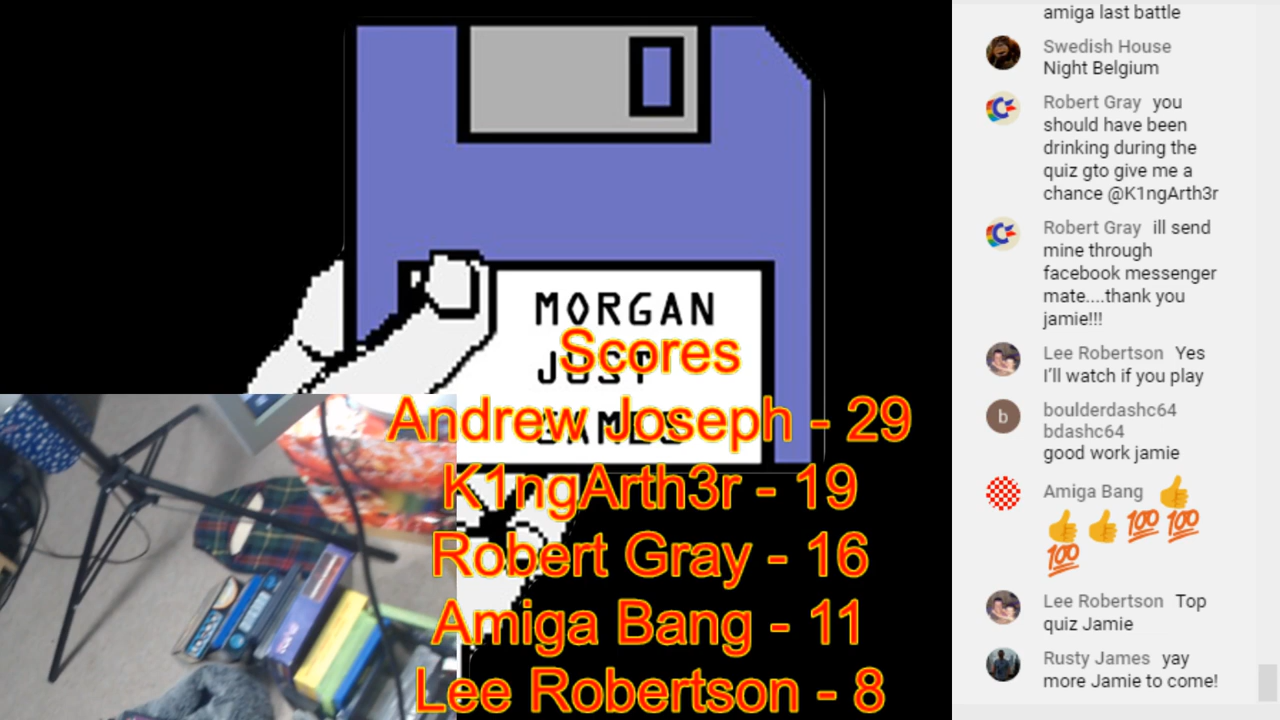 MORGAN
JUST
GAMES
Scores
Andrew Joseph - 29
K1ngArth3r - 19
Robert Gray - 16
Amiga Bang - 11
Lee Robertson - 8
amiga last battle
Swedish House
Night Belgium
Robert Gray you
should have been
drinking during the
quiz gto give me a
chance @K1ngArth3r
Robert Gray ill send
mine through
facebook messenger
mate....thank you
jamie!!!
Lee Robertson Yes
I'll watch if you play
b
boulderdashc64
bdashc64
good work jamie
Amiga Bang 👍
👍👍💯💯
💯
Lee Robertson Top
quiz Jamie
Rusty James yay
more Jamie to come!